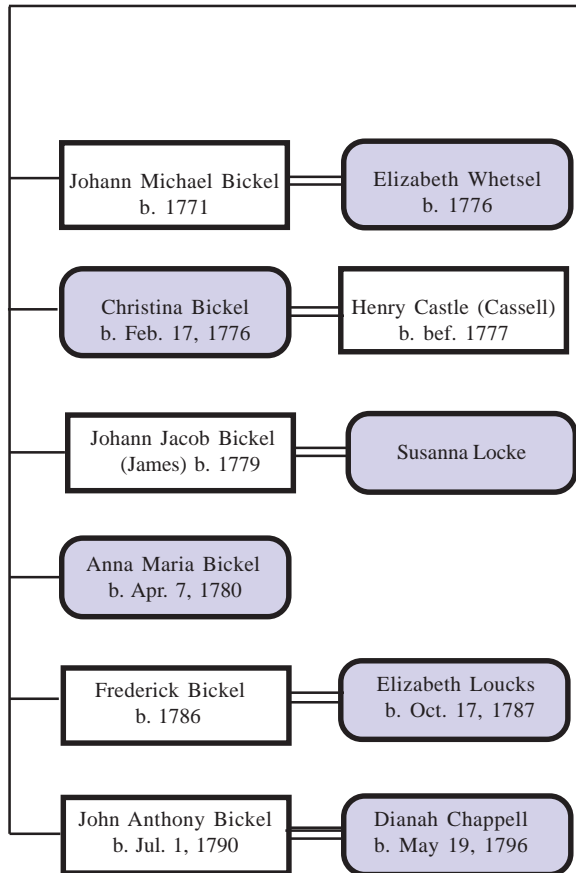 Johann Michael Bickel
b. 1771
Elizabeth Whetsel
b. 1776
Christina Bickel
b. Feb. 17, 1776
Henry Castle (Cassell)
b. bef. 1777
Johann Jacob Bickel
(James) b. 1779
Susanna Locke
Anna Maria Bickel
b. Apr. 7, 1780
Frederick Bickel
b. 1786
Elizabeth Loucks
b. Oct. 17, 1787
John Anthony Bickel
b. Jul. 1, 1790
Dianah Chappell
b. May 19, 1796